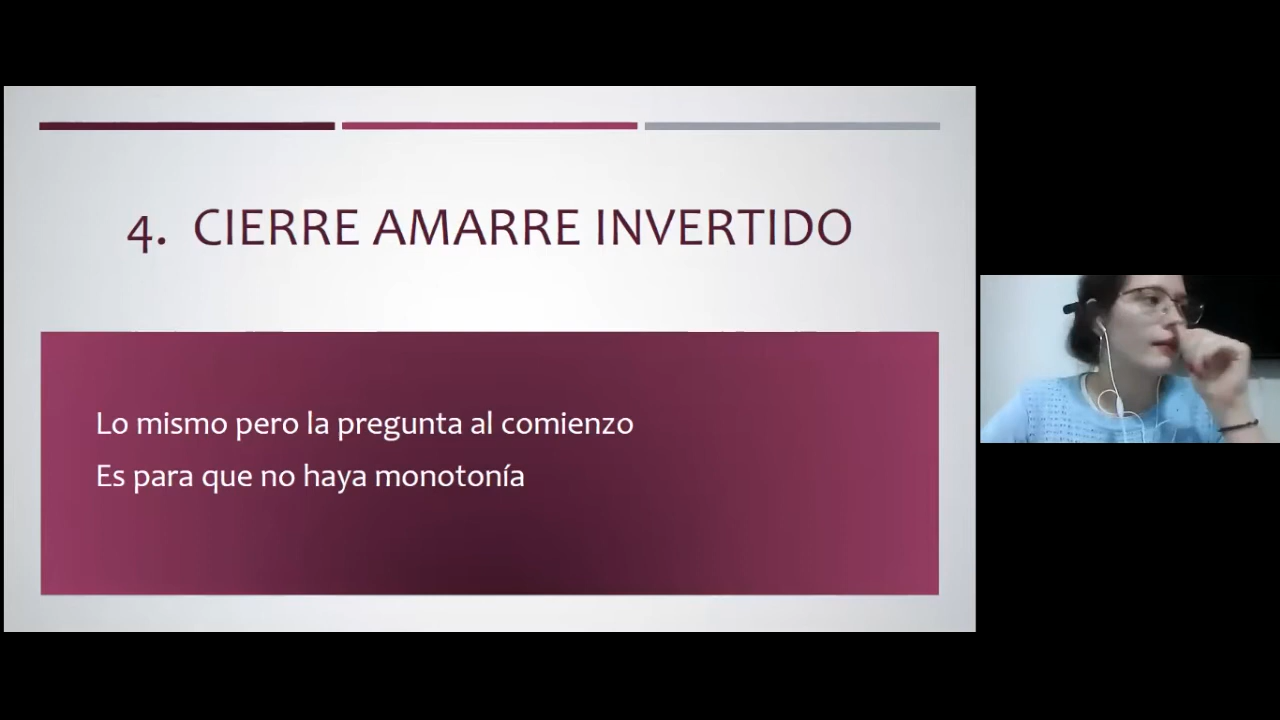 4. CIERRE AMARRE INVERTIDO
Lo mismo pero la pregunta al comienzo
Es para que no haya monotonía